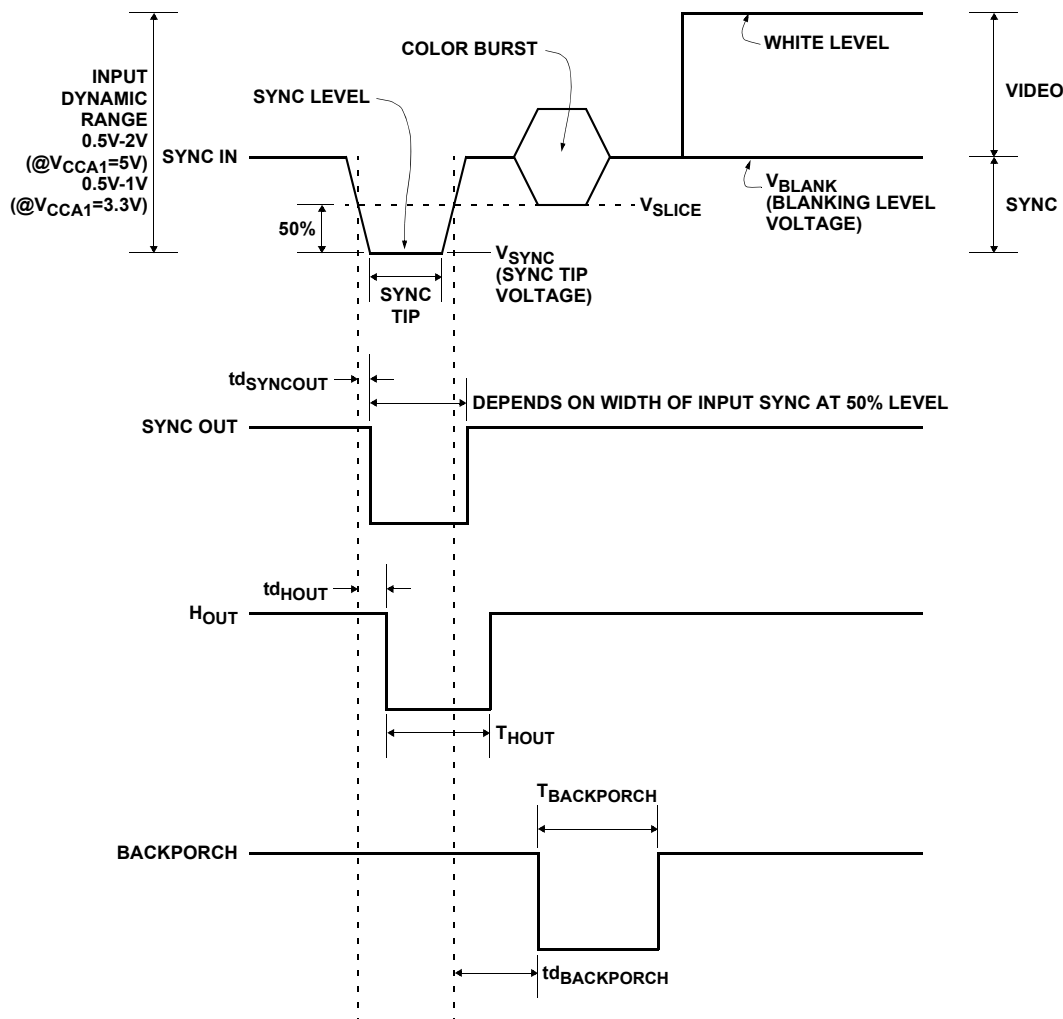 INPUT
DYNAMIC
RANGE
0.5V-2V
(@VCCA1=5V)
0.5V-1V
(@VCCA1=3.3V)
SYNC IN
SYNC LEVEL
COLOR BURST
WHITE LEVEL
VIDEO
SYNC
50%
VSLICE
VBLANK
(BLANKING LEVEL
VOLTAGE)
VSYNC
(SYNC TIP
VOLTAGE)
SYNC
TIP
tdSYNCOUT
DEPENDS ON WIDTH OF INPUT SYNC AT 50% LEVEL
SYNC OUT
tdHOUT
HOUT
THOUT
TBACKPORCH
BACKPORCH
tdBACKPORCH